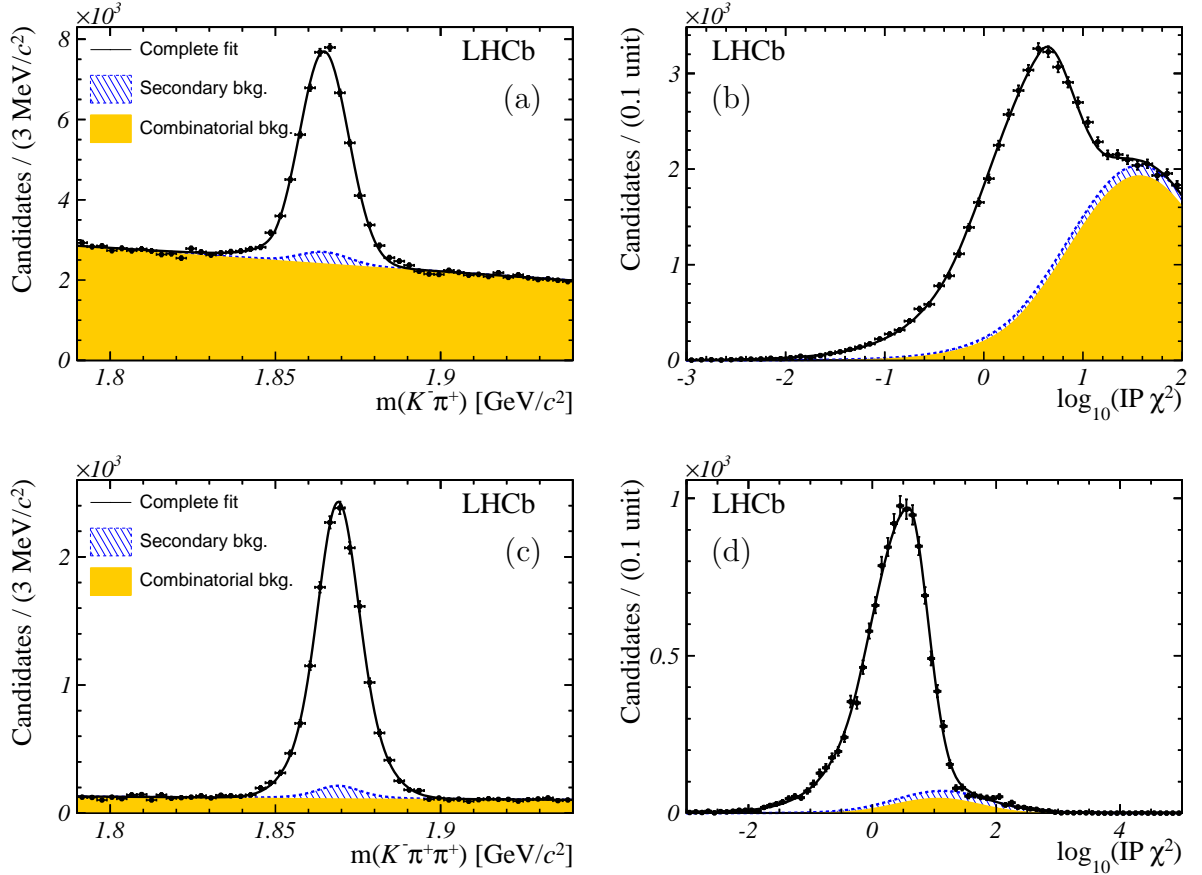 ×10³
8
6
4
2
0
Candidates / (3 MeV/c²)
Complete fit
Secondary bkg.
Combinatorial bkg.
LHCb
(a)
1.8
1.85
1.9
m(K⁻π⁺) [GeV/c²]
×10³
3
2
1
0
Candidates / (0.1 unit)
LHCb
(b)
-3
-2
-1
0
1
2
log₁₀(IP χ²)
×10³
2
1
0
Candidates / (3 MeV/c²)
Complete fit
Secondary bkg.
Combinatorial bkg.
LHCb
(c)
1.8
1.85
1.9
m(K⁻π⁺π⁺) [GeV/c²]
×10³
1
0.5
0
Candidates / (0.1 unit)
LHCb
(d)
-2
0
2
4
log₁₀(IP χ²)